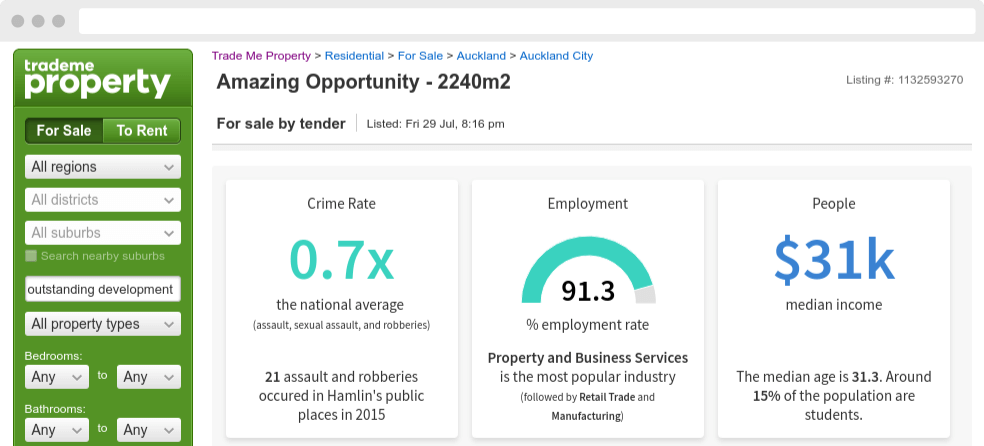 trademe
property
For Sale
To Rent
All regions
All districts
All suburbs
Search nearby suburbs
outstanding development
All property types
Bedrooms:
Any to Any
Bathrooms:
Any to Any
Trade Me Property > Residential > For Sale > Auckland > Auckland City
Amazing Opportunity - 2240m2
Listing #: 1132593270
For sale by tender
Listed: Fri 29 Jul, 8:16 pm
Crime Rate
0.7x
the national average
(assault, sexual assault, and robberies)
21 assault and robberies
occured in Hamlin's public
places in 2015
Employment
91.3
% employment rate
Property and Business Services
is the most popular industry
(followed by Retail Trade and
Manufacturing)
People
$31k
median income
The median age is 31.3. Around
15% of the population are
students.